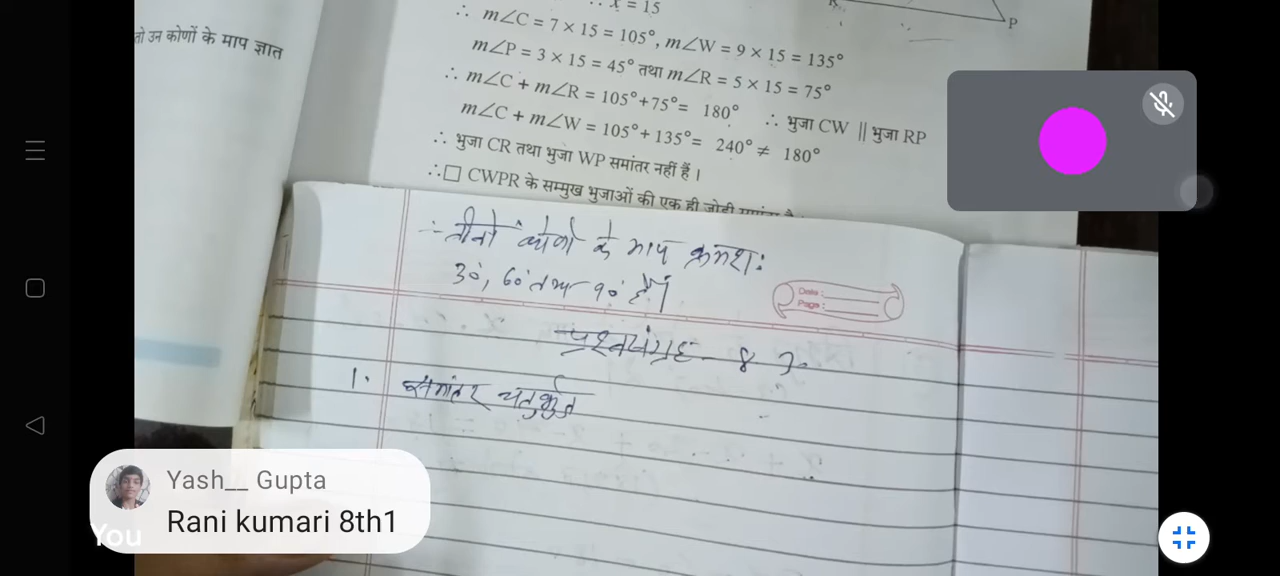 ∴ x = 15
P
तो उन कोणों के माप ज्ञात
∴ m∠C = 7 × 15 = 105°, m∠W = 9 × 15 = 135°
m∠P = 3 × 15 = 45° तथा m∠R = 5 × 15 = 75°
∴ m∠C + m∠R = 105°+75°= 180° ∴ भुजा CW || भुजा RP
m∠C + m∠W = 105°+135°= 240° ≠ 180°
∴ भुजा CR तथा भुजा WP समांतर नहीं हैं ।
∴ □ CWPR के सम्मुख भुजाओं की एक ही जोड़ी
∴ तीनो कोणो के माप क्रमशः
30°, 60° तथा 90° हैं।
Date :
Page :
प्रश्नसंग्रह - 8
1. समांतर चतुर्भुज
Yash__ Gupta
Rani kumari 8th1
You